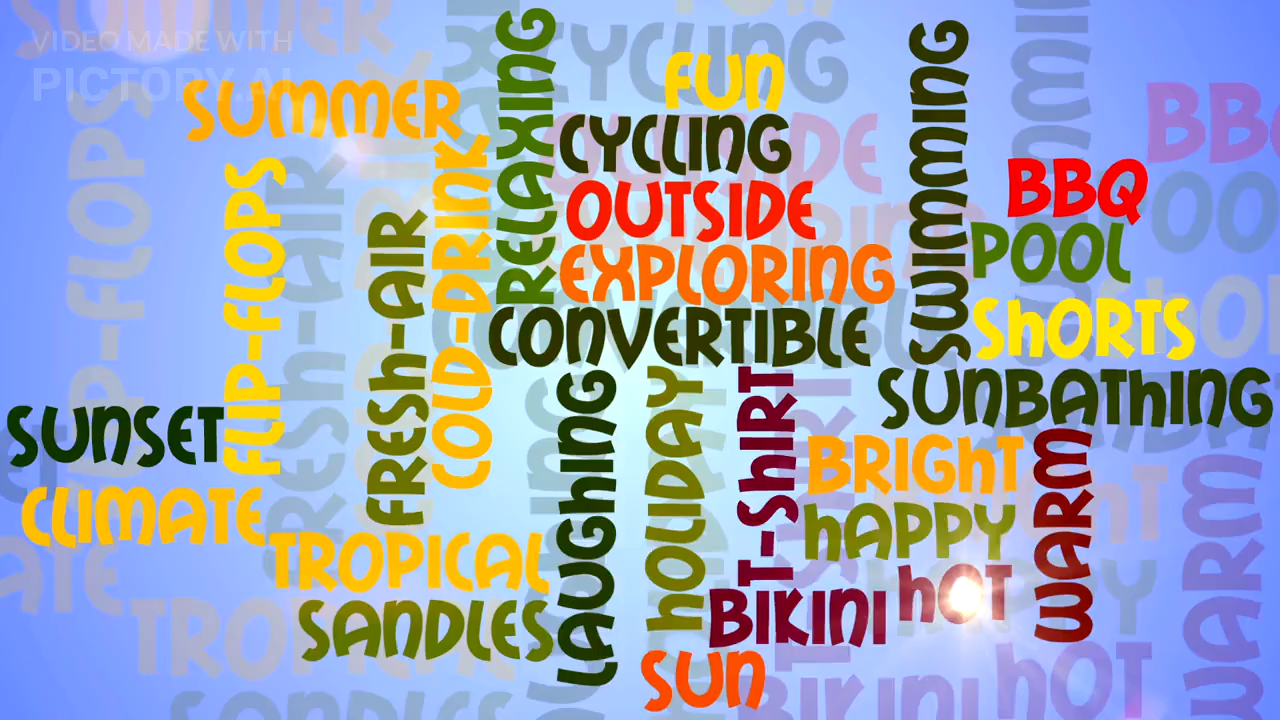 VIDEO MADE WITH
PICTORY.AI
SUMMER
RELAXING
FUN
CYCLING
OUTSIDE
EXPLORING
CONVERTIBLE
SWIMMING
BBQ
POOL
SHORTS
SUNBATHING
FLIP-FLOPS
FRESH-AIR
COLD-DRINK
SUNSET
CLIMATE
TROPICAL
SANDLES
LAUGHING
HOLIDAY
T-SHIRT
BRIGHT
HAPPY
HOT
WARM
BIKINI
SUN